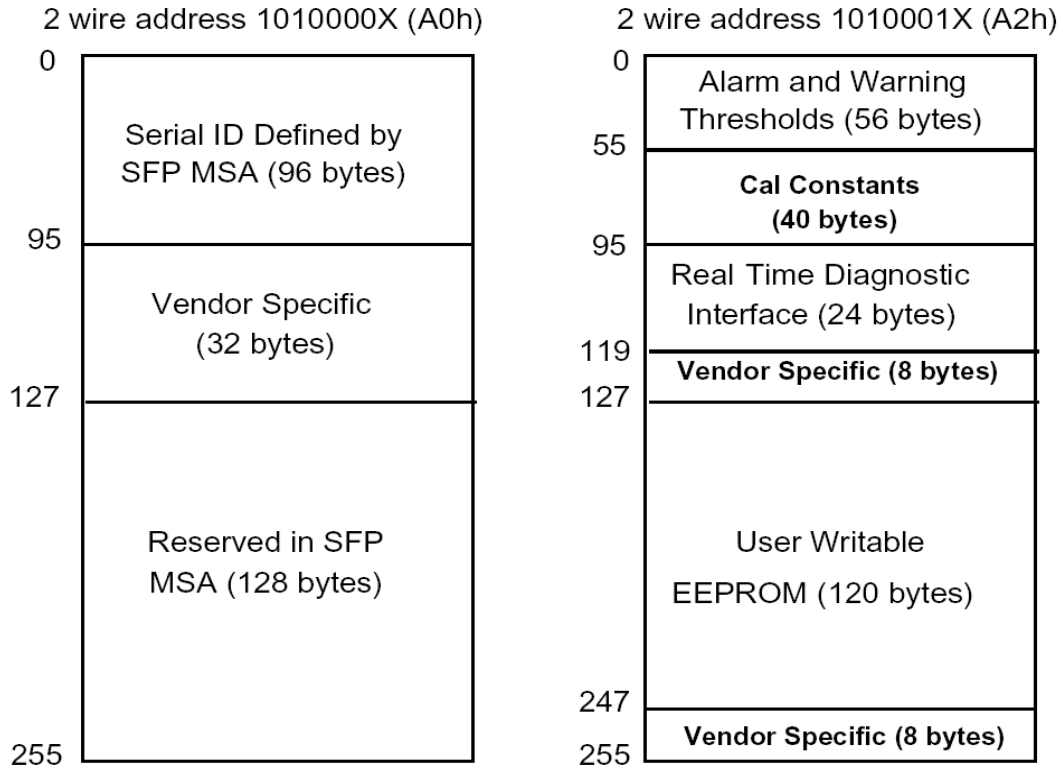 2 wire address 1010000X (A0h)
0
Serial ID Defined by
SFP MSA (96 bytes)
95
Vendor Specific
(32 bytes)
127
Reserved in SFP
MSA (128 bytes)
255
2 wire address 1010001X (A2h)
0
Alarm and Warning
Thresholds (56 bytes)
55
Cal Constants
(40 bytes)
95
Real Time Diagnostic
Interface (24 bytes)
119
Vendor Specific (8 bytes)
127
User Writable
EEPROM (120 bytes)
247
Vendor Specific (8 bytes)
255